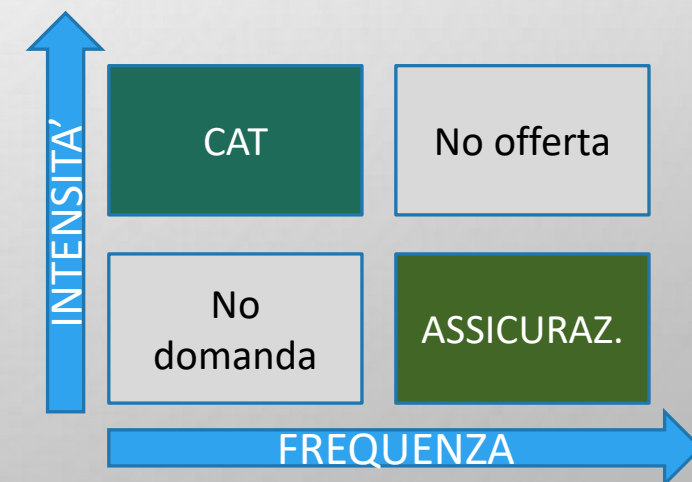 INTENSITA'
CAT
No offerta
No
domanda
ASSICURAZ.
FREQUENZA